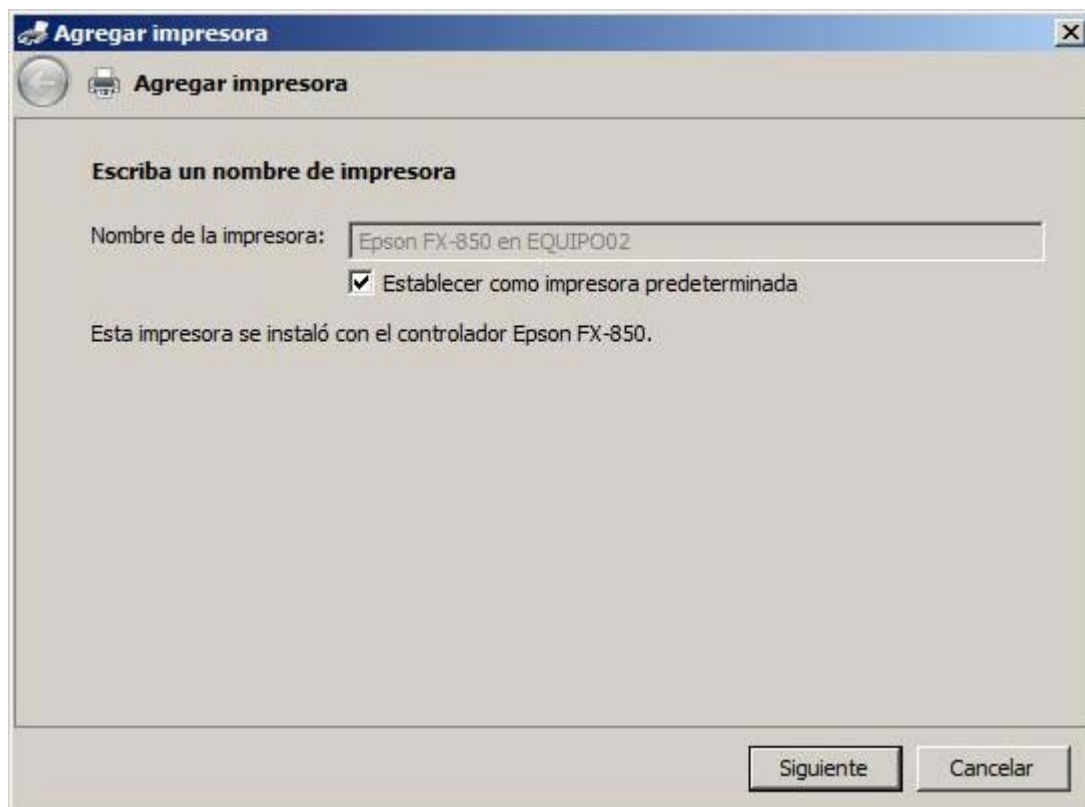 Agregar impresora
Agregar impresora
Escriba un nombre de impresora
Nombre de la impresora: Epson FX-850 en EQUIPO02
Establecer como impresora predeterminada
Esta impresora se instaló con el controlador Epson FX-850.
Siguiente Cancelar